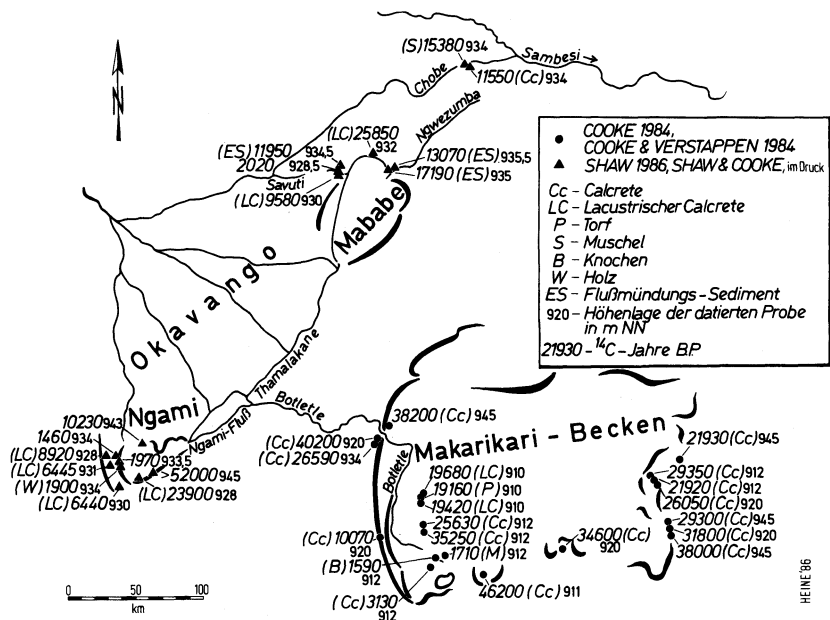 (S)15380 934
Sambesi →
11550(Cc) 934
Chobe
Ngwezumba
N
(LC)25850
932
(ES)11950
934,5
2020 928,5
Savuti
(LC)9580 930
13070(ES) 935,5
17190(ES) 935
Mababe
Okavango
Thamalakane
Botletle
Ngami
Ngami-Fluß
10230 943
1460 934
(LC)8920 928
1970 933,5
(LC)6445 931
>52000 945
(W)1900 934
(LC)23900 928
(LC)6440 930
● COOKE 1984,
COOKE & VERSTAPPEN 1984
▲ SHAW 1986, SHAW & COOKE, im Druck
Cc – Calcrete
LC – Lacustrischer Calcrete
P – Torf
S – Muschel
B – Knochen
W – Holz
ES – Flußmündungs-Sediment
920 – Höhenlage der datierten Probe
in m NN
21930 – ¹⁴C – Jahre B.P.
38200 (Cc) 945
(Cc)40200 920
(Cc)26590 934
Makarikari – Becken
Botletle
19680(LC) 910
19160(P) 910
19420(LC) 910
25630(Cc) 912
35250(Cc) 912
(Cc)10070
920
1710(M) 912
(B)1590
912
(Cc)3130
912
46200(Cc) 911
34600(Cc)
920
21930(Cc) 945
29350(Cc) 912
21920(Cc) 912
26050(Cc) 920
29300(Cc) 945
31800(Cc) 920
38000(Cc) 945
0 50 100
km
HEINE '86